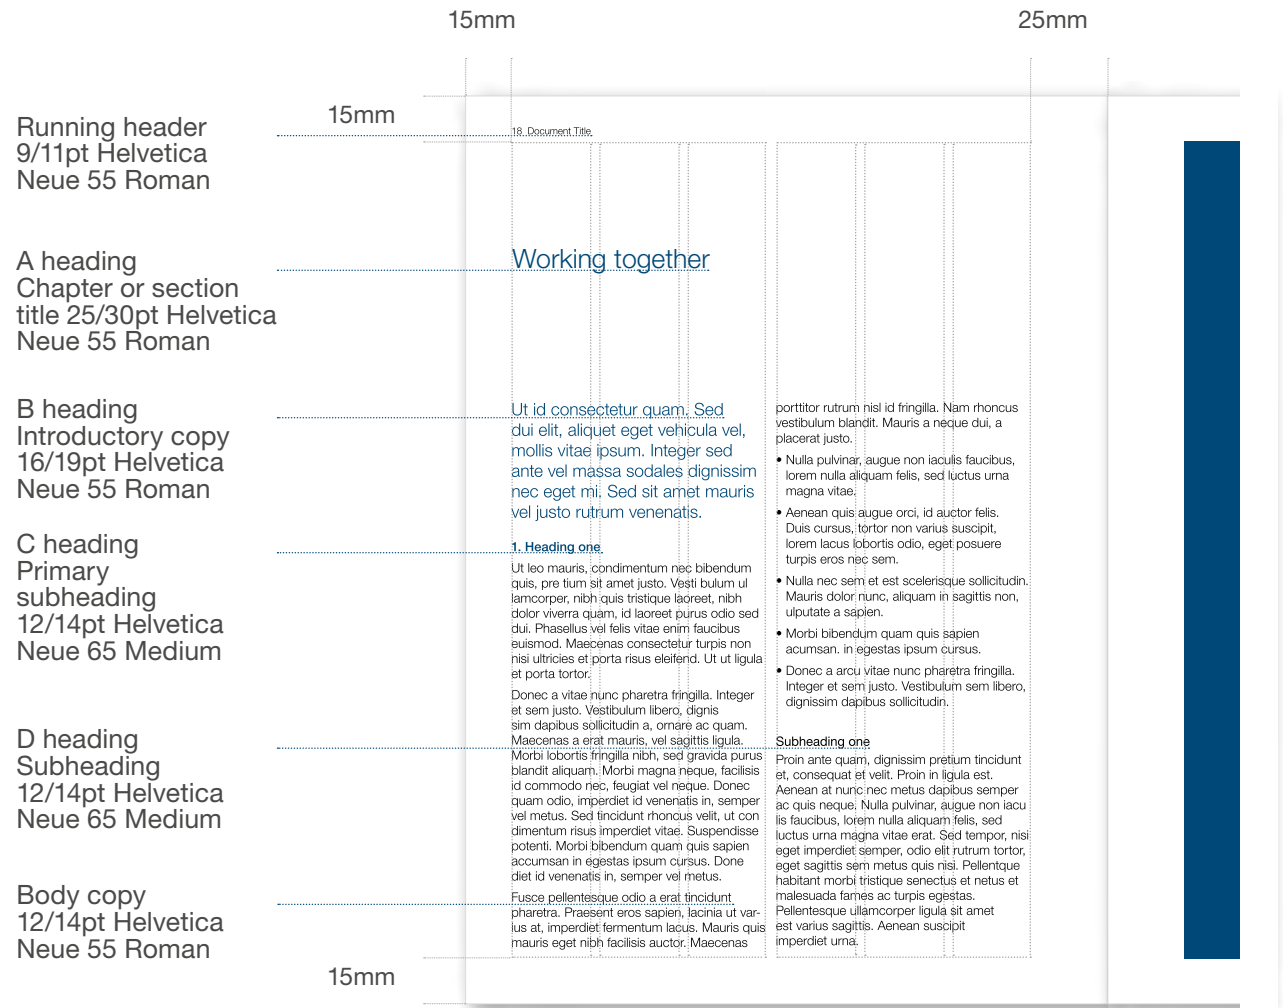 15mm
25mm
15mm
Running header
9/11pt Helvetica
Neue 55 Roman
A heading
Chapter or section
title 25/30pt Helvetica
Neue 55 Roman
B heading
Introductory copy
16/19pt Helvetica
Neue 55 Roman
C heading
Primary
subheading
12/14pt Helvetica
Neue 65 Medium
D heading
Subheading
12/14pt Helvetica
Neue 65 Medium
Body copy
12/14pt Helvetica
Neue 55 Roman
15mm
18 Document Title
Working together
Ut id consectetur quam. Sed
dui elit, aliquet eget vehicula vel,
mollis vitae ipsum. Integer sed
ante vel massa sodales dignissim
nec eget mi. Sed sit amet mauris
vel justo rutrum venenatis.
1. Heading one
Ut leo mauris, condimentum nec bibendum
quis, pre tium sit amet justo. Vesti bulum ul
lamcorper, nibh quis tristique laoreet, nibh
dolor viverra quam, id laoreet purus odio sed
dui. Phasellus vel felis vitae enim faucibus
euismod. Maecenas consectetur turpis non
nisi ultricies et porta risus eleifend. Ut ut ligula
et porta tortor.
Donec a vitae nunc pharetra fringilla. Integer
et sem justo. Vestibulum libero, dignis
sim dapibus sollicitudin a, ornare ac quam.
Maecenas a erat mauris, vel sagittis ligula.
Morbi lobortis fringilla nibh, sed gravida purus
blandit aliquam. Morbi magna neque, facilisis
id commodo nec, feugiat vel neque. Donec
quam odio, imperdiet id venenatis in, semper
vel metus. Sed tincidunt rhoncus velit, ut con
dimentum risus imperdiet vitae. Suspendisse
potenti. Morbi bibendum quam quis sapien
accumsan in egestas ipsum cursus. Done
diet id venenatis in, semper vel metus.
Fusce pellentesque odio a erat tincidunt
pharetra. Praesent eros sapien, lacinia ut var-
ius at, imperdiet fermentum lacus. Mauris quis
mauris eget nibh facilisis auctor. Maecenas
porttitor rutrum nisl id fringilla. Nam rhoncus
vestibulum blandit. Mauris a neque dui, a
placerat justo.
• Nulla pulvinar, augue non iaculis faucibus,
lorem nulla aliquam felis, sed luctus urna
magna vitae.
• Aenean quis augue orci, id auctor felis.
Duis cursus, tortor non varius suscipit,
lorem lacus lobortis odio, eget posuere
turpis eros nec sem.
• Nulla nec sem et est scelerisque sollicitudin.
Mauris dolor nunc, aliquam in sagittis non,
ulputate a sapien.
• Morbi bibendum quam quis sapien
acumsan. in egestas ipsum cursus.
• Donec a arcu vitae nunc pharetra fringilla.
Integer et sem justo. Vestibulum sem libero,
dignissim dapibus sollicitudin.
Subheading one
Proin ante quam, dignissim pretium tincidunt
et, consequat et velit. Proin in ligula est.
Aenean at nunc nec metus dapibus semper
ac quis neque. Nulla pulvinar, augue non iacu
lis faucibus, lorem nulla aliquam felis, sed
luctus urna magna vitae erat. Sed tempor, nisi
eget imperdiet semper, odio elit rutrum tortor,
eget sagittis sem metus quis nisi. Pellentque
habitant morbi tristique senectus et netus et
malesuada fames ac turpis egestas.
Pellentesque ullamcorper ligula sit amet
est varius sagittis. Aenean suscipit
imperdiet urna.